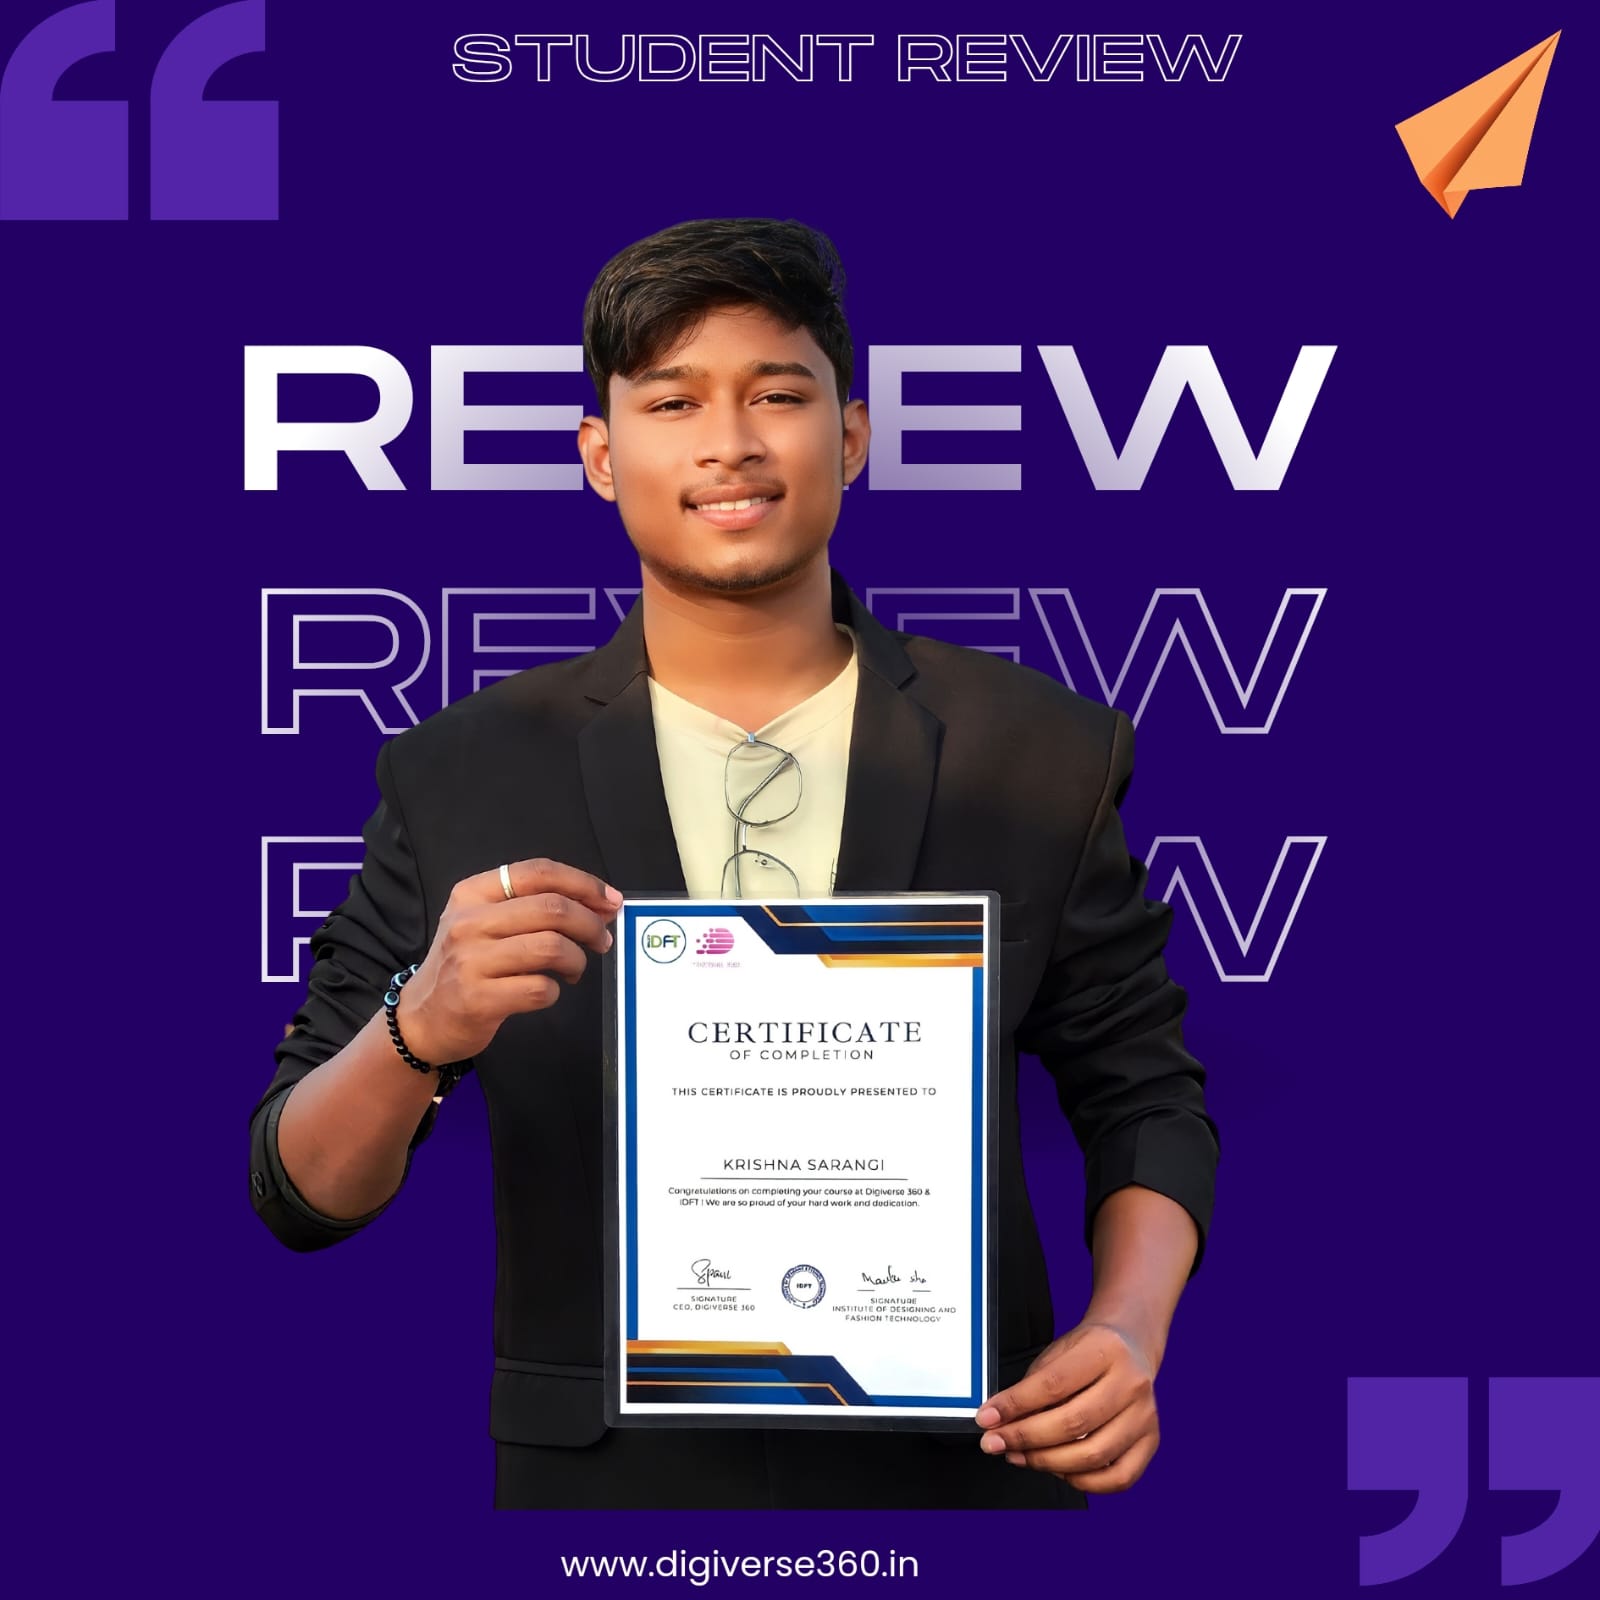 STUDENT REVIEW
REVIEW
REVIEW
REVIEW
iDFT
CERTIFICATE
OF COMPLETION
THIS CERTIFICATE IS PROUDLY PRESENTED TO
KRISHNA SARANGI
Congratulations on completing your course at Digiverse 360 &
iDFT ! We are so proud of your hard work and dedication.
SIGNATURE
CEO, DIGIVERSE 360
IDFT
SIGNATURE
INSTITUTE OF DESIGNING AND
FASHION TECHNOLOGY
www.digiverse360.in